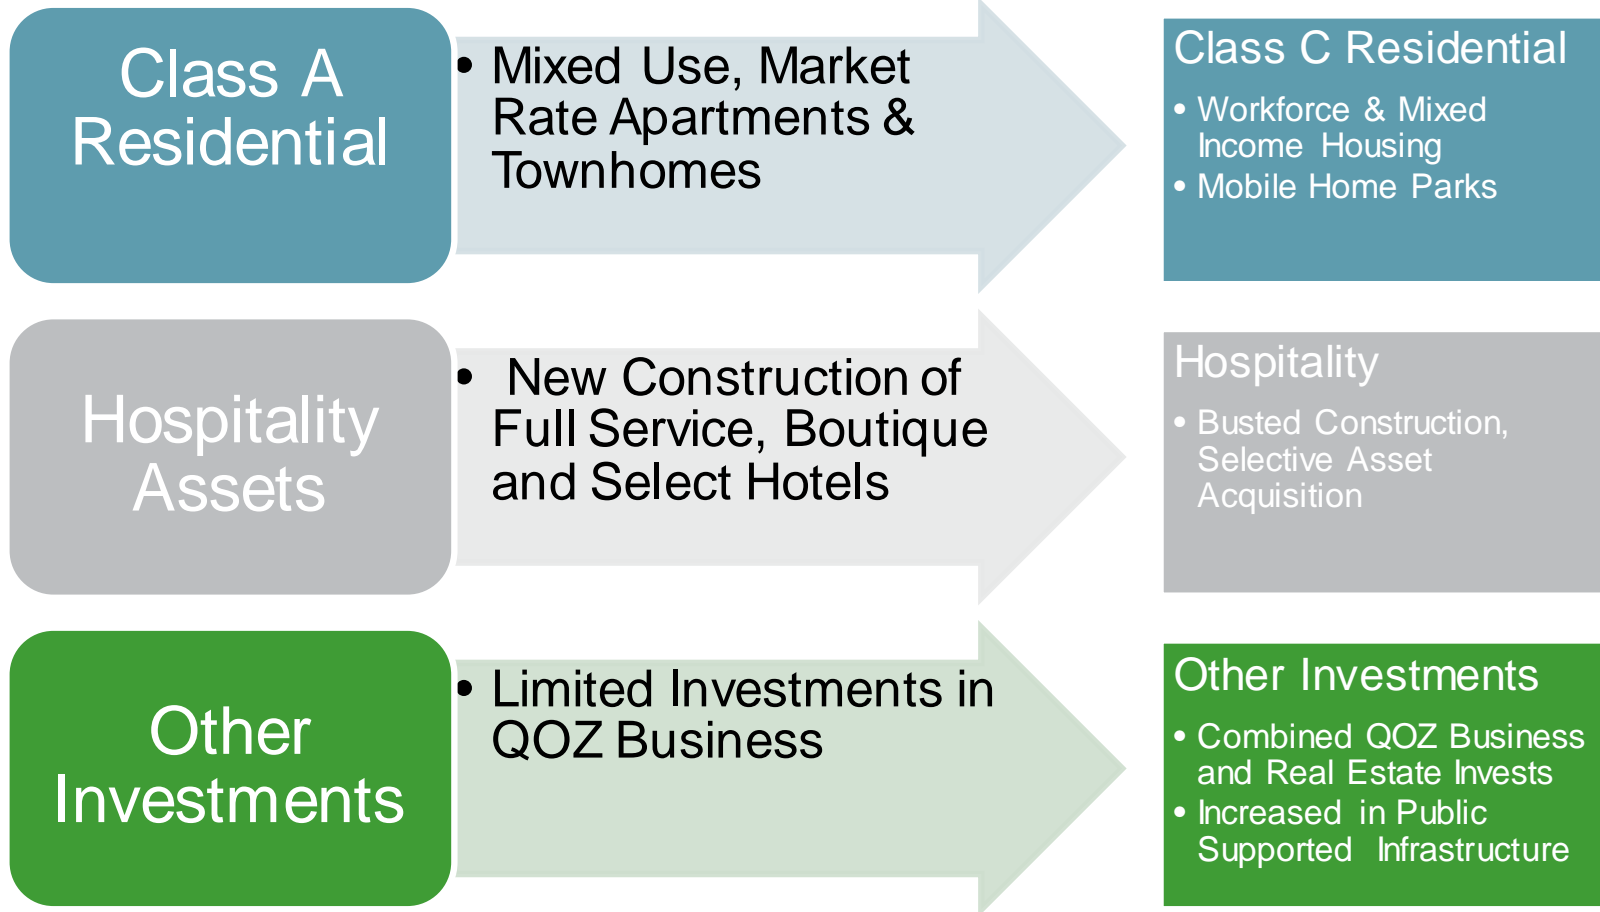 Class A
Residential
• Mixed Use, Market
Rate Apartments &
Townhomes
Class C Residential
• Workforce & Mixed
Income Housing
• Mobile Home Parks
Hospitality
Assets
• New Construction of
Full Service, Boutique
and Select Hotels
Hospitality
• Busted Construction,
Selective Asset
Acquisition
Other
Investments
• Limited Investments in
QOZ Business
Other Investments
• Combined QOZ Business
and Real Estate Invests
• Increased in Public
Supported Infrastructure